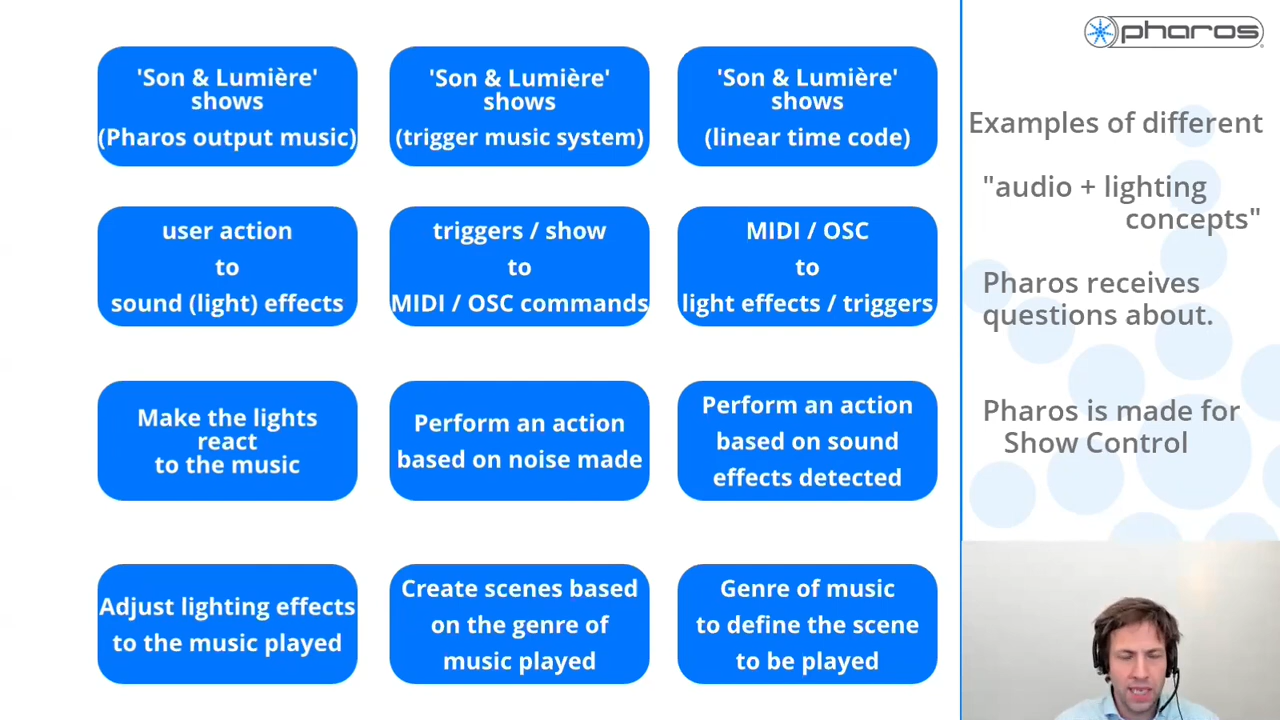 'Son & Lumière'
shows
(Pharos output music)
'Son & Lumière'
shows
(trigger music system)
'Son & Lumière'
shows
(linear time code)
user action
to
sound (light) effects
triggers / show
to
MIDI / OSC commands
MIDI / OSC
to
light effects / triggers
Make the lights
react
to the music
Perform an action
based on noise made
Perform an action
based on sound
effects detected
Adjust lighting effects
to the music played
Create scenes based
on the genre of
music played
Genre of music
to define the scene
to be played
pharos
Examples of different
"audio + lighting
concepts"
Pharos receives
questions about.
Pharos is made for
Show Control